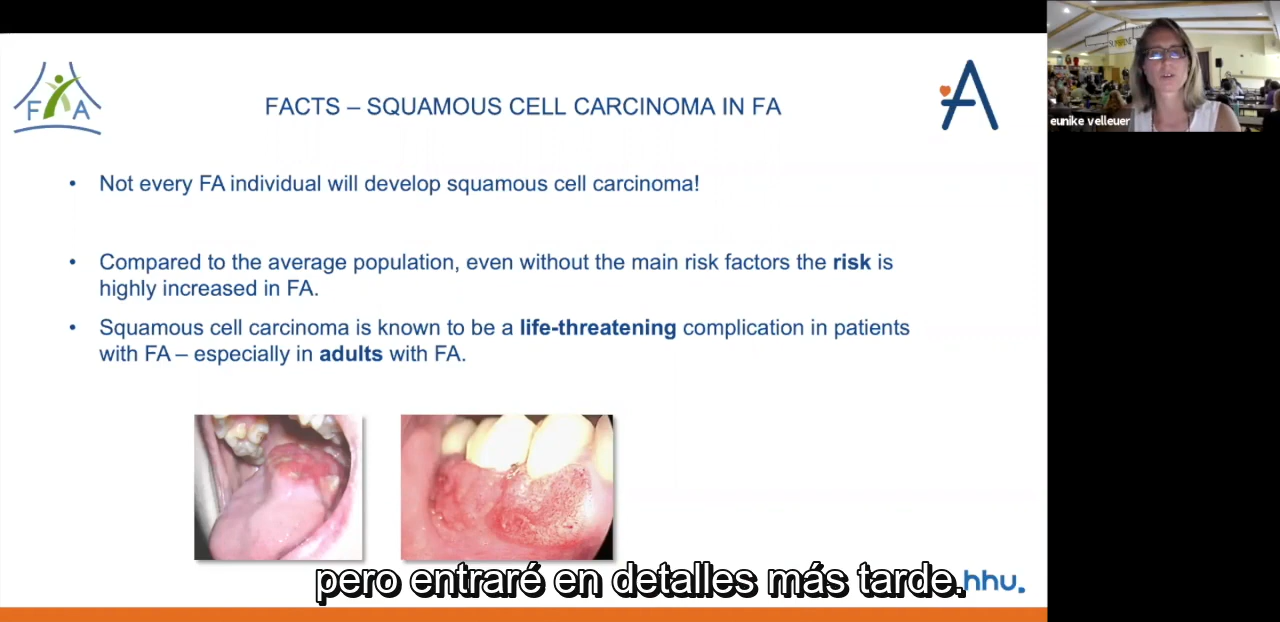 F A
FACTS – SQUAMOUS CELL CARCINOMA IN FA
eunike velleuer
• Not every FA individual will develop squamous cell carcinoma!
• Compared to the average population, even without the main risk factors the risk is
highly increased in FA.
• Squamous cell carcinoma is known to be a life-threatening complication in patients
with FA – especially in adults with FA.
pero entraré en detalles más tarde.
hhu.